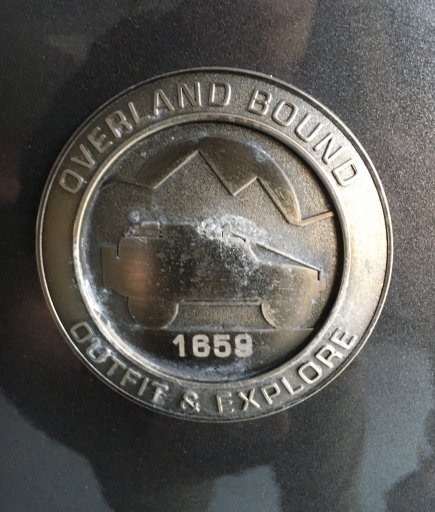 OVERLAND BOUND
1659
OUTFIT & EXPLORE